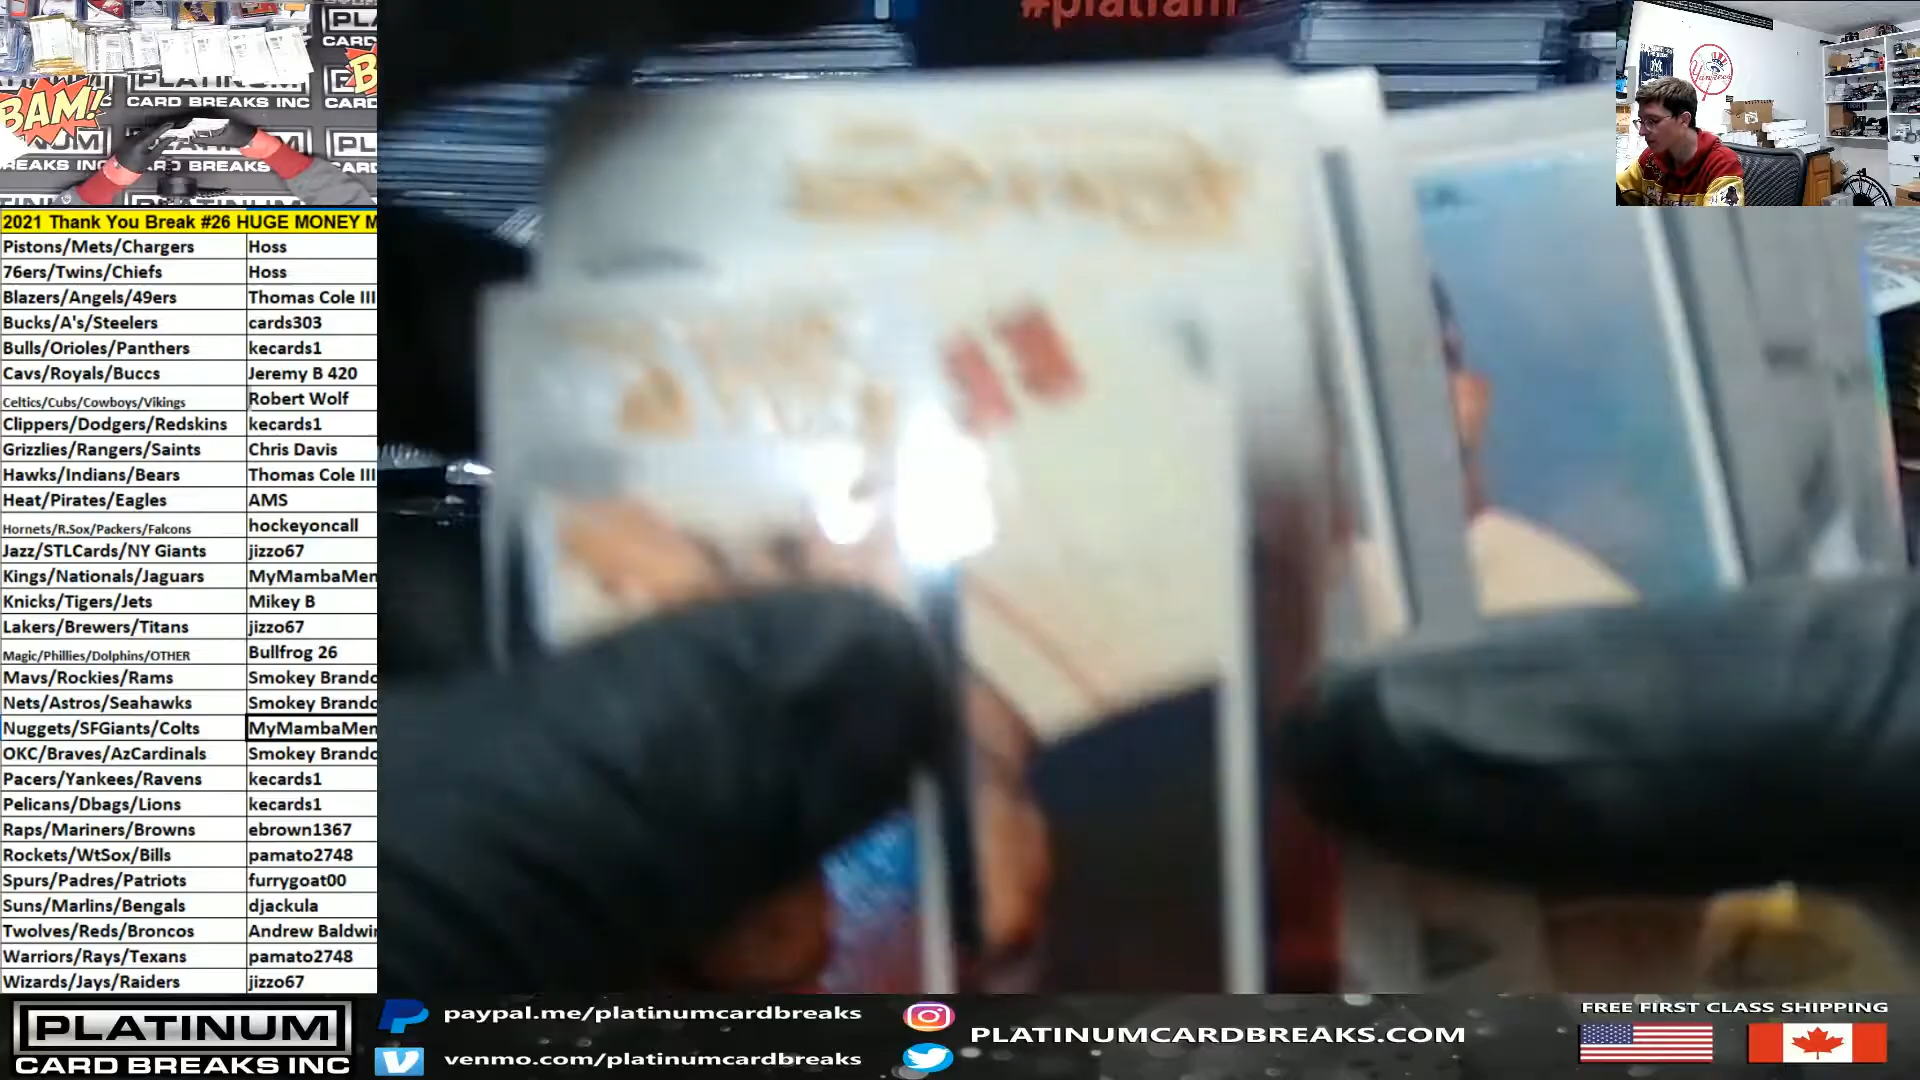 #platfam
PLATINUM
CARD BREAKS INC
BAM!
Yankees
2021 Thank You Break #26 HUGE MONEY M
Pistons/Mets/Chargers Hoss
76ers/Twins/Chiefs Hoss
Blazers/Angels/49ers Thomas Cole III
Bucks/A's/Steelers cards303
Bulls/Orioles/Panthers kecards1
Cavs/Royals/Buccs Jeremy B 420
Celtics/Cubs/Cowboys/Vikings Robert Wolf
Clippers/Dodgers/Redskins kecards1
Grizzlies/Rangers/Saints Chris Davis
Hawks/Indians/Bears Thomas Cole III
Heat/Pirates/Eagles AMS
Hornets/R.Sox/Packers/Falcons hockeyoncall
Jazz/STLCards/NY Giants jizzo67
Kings/Nationals/Jaguars MyMambaMen
Knicks/Tigers/Jets Mikey B
Lakers/Brewers/Titans jizzo67
Magic/Phillies/Dolphins/OTHER Bullfrog 26
Mavs/Rockies/Rams Smokey Brando
Nets/Astros/Seahawks Smokey Brando
Nuggets/SFGiants/Colts MyMambaMen
OKC/Braves/AzCardinals Smokey Brando
Pacers/Yankees/Ravens kecards1
Pelicans/Dbags/Lions kecards1
Raps/Mariners/Browns ebrown1367
Rockets/WtSox/Bills pamato2748
Spurs/Padres/Patriots furrygoat00
Suns/Marlins/Bengals djackula
Twolves/Reds/Broncos Andrew Baldwin
Warriors/Rays/Texans pamato2748
Wizards/Jays/Raiders jizzo67
PLATINUM
CARD BREAKS INC
paypal.me/platinumcardbreaks
venmo.com/platinumcardbreaks
PLATINUMCARDBREAKS.COM
FREE FIRST CLASS SHIPPING